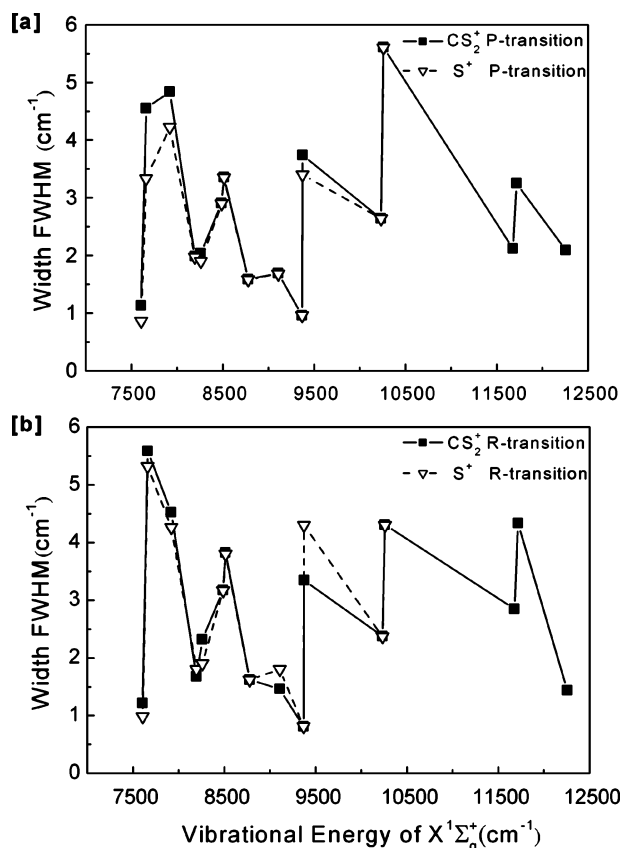 [a]
CS₂⁺ P-transition
S⁺ P-transition
Width FWHM (cm⁻¹)
6
5
4
3
2
1
0
7500 8500 9500 10500 11500 12500
[b]
CS₂⁺ R-transition
S⁺ R-transition
Width FWHM(cm⁻¹)
6
5
4
3
2
1
0
7500 8500 9500 10500 11500 12500
Vibrational Energy of X¹Σg⁺(cm⁻¹)